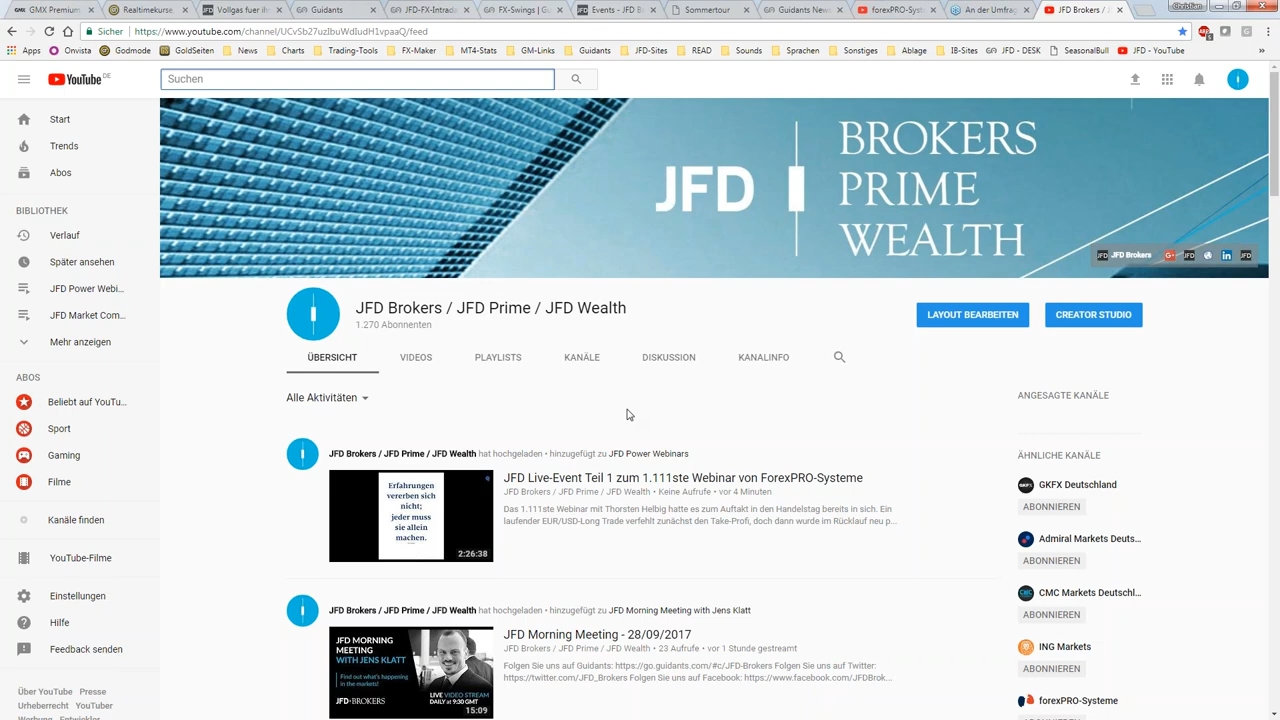 GMX Premium
Realtimekurse,
Vollgas fuer ih
Guidants
JFD-FX-Intrada
FX-Swings | G
Events - JFD B
Sommertour
Guidants News
forexPRO-Syst
An der Umfrag
JFD Brokers / J
Christian
Sicher
https://www.youtube.com/channel/UCvSb27uzIbuWdIudH1vpaaQ/feed
Apps
Onvista
Godmode
GoldSeiten
News
Charts
Trading-Tools
FX-Maker
MT4-Stats
GM-Links
Guidants
JFD-Sites
READ
Sounds
Sprachen
Sonstiges
Ablage
IB-Sites
JFD - DESK
SeasonalBull
JFD - YouTube
YouTube DE
Suchen
Start
Trends
Abos
BIBLIOTHEK
Verlauf
Später ansehen
JFD Power Webi...
JFD Market Com...
Mehr anzeigen
ABOS
Beliebt auf YouTu...
Sport
Gaming
Filme
Kanäle finden
YouTube-Filme
Einstellungen
Hilfe
Feedback senden
Über YouTube Presse
Urheberrecht YouTuber
Werbung Entwickler
JFD
BROKERS
PRIME
WEALTH
JFD Brokers
JFD Brokers / JFD Prime / JFD Wealth
1.270 Abonnenten
LAYOUT BEARBEITEN
CREATOR STUDIO
ÜBERSICHT
VIDEOS
PLAYLISTS
KANÄLE
DISKUSSION
KANALINFO
Alle Aktivitäten
JFD Brokers / JFD Prime / JFD Wealth hat hochgeladen • hinzugefügt zu JFD Power Webinars
Erfahrungen
vererben sich
nicht;
jeder muss
sie allein
machen.
2:26:38
JFD Live-Event Teil 1 zum 1.111ste Webinar von ForexPRO-Systeme
JFD Brokers / JFD Prime / JFD Wealth • Keine Aufrufe • vor 4 Minuten
Das 1.111ste Webinar mit Thorsten Helbig hatte es zum Auftakt in den Handelstag bereits in sich. Ein
laufender EUR/USD-Long Trade verfehlt zunächst den Take-Profi, doch dann wurde im Rücklauf neu p...
JFD Brokers / JFD Prime / JFD Wealth hat hochgeladen • hinzugefügt zu JFD Morning Meeting with Jens Klatt
JFD MORNING
MEETING
WITH JENS KLATT
Find out what's happening
in the markets!
JFD BROKERS
LIVE VIDEO STREAM
DAILY at 9:30 GMT
15:09
JFD Morning Meeting - 28/09/2017
JFD Brokers / JFD Prime / JFD Wealth • 23 Aufrufe • vor 1 Stunde gestreamt
Folgen Sie uns auf Guidants: https://go.guidants.com/#c/JFD-Brokers Folgen Sie uns auf Twitter:
https://twitter.com/JFD_Brokers Folgen Sie uns auf Facebook: https://www.facebook.com/JFDBrok...
ANGESAGTE KANÄLE
ÄHNLICHE KANÄLE
GKFX Deutschland
ABONNIEREN
Admiral Markets Deuts...
ABONNIEREN
CMC Markets Deutschl...
ABONNIEREN
ING Markets
ABONNIEREN
forexPRO-Systeme